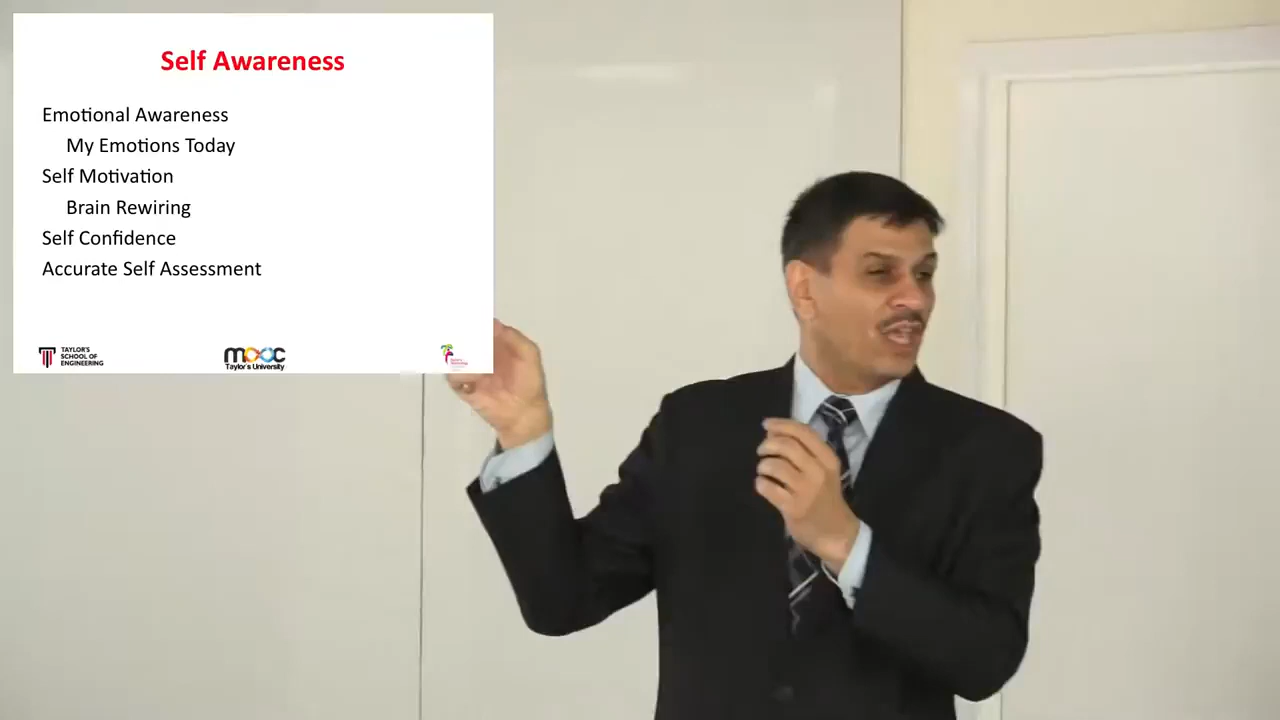 Self Awareness
Emotional Awareness
My Emotions Today
Self Motivation
Brain Rewiring
Self Confidence
Accurate Self Assessment
TAYLOR'S
SCHOOL OF
ENGINEERING
mooc
Taylor's University